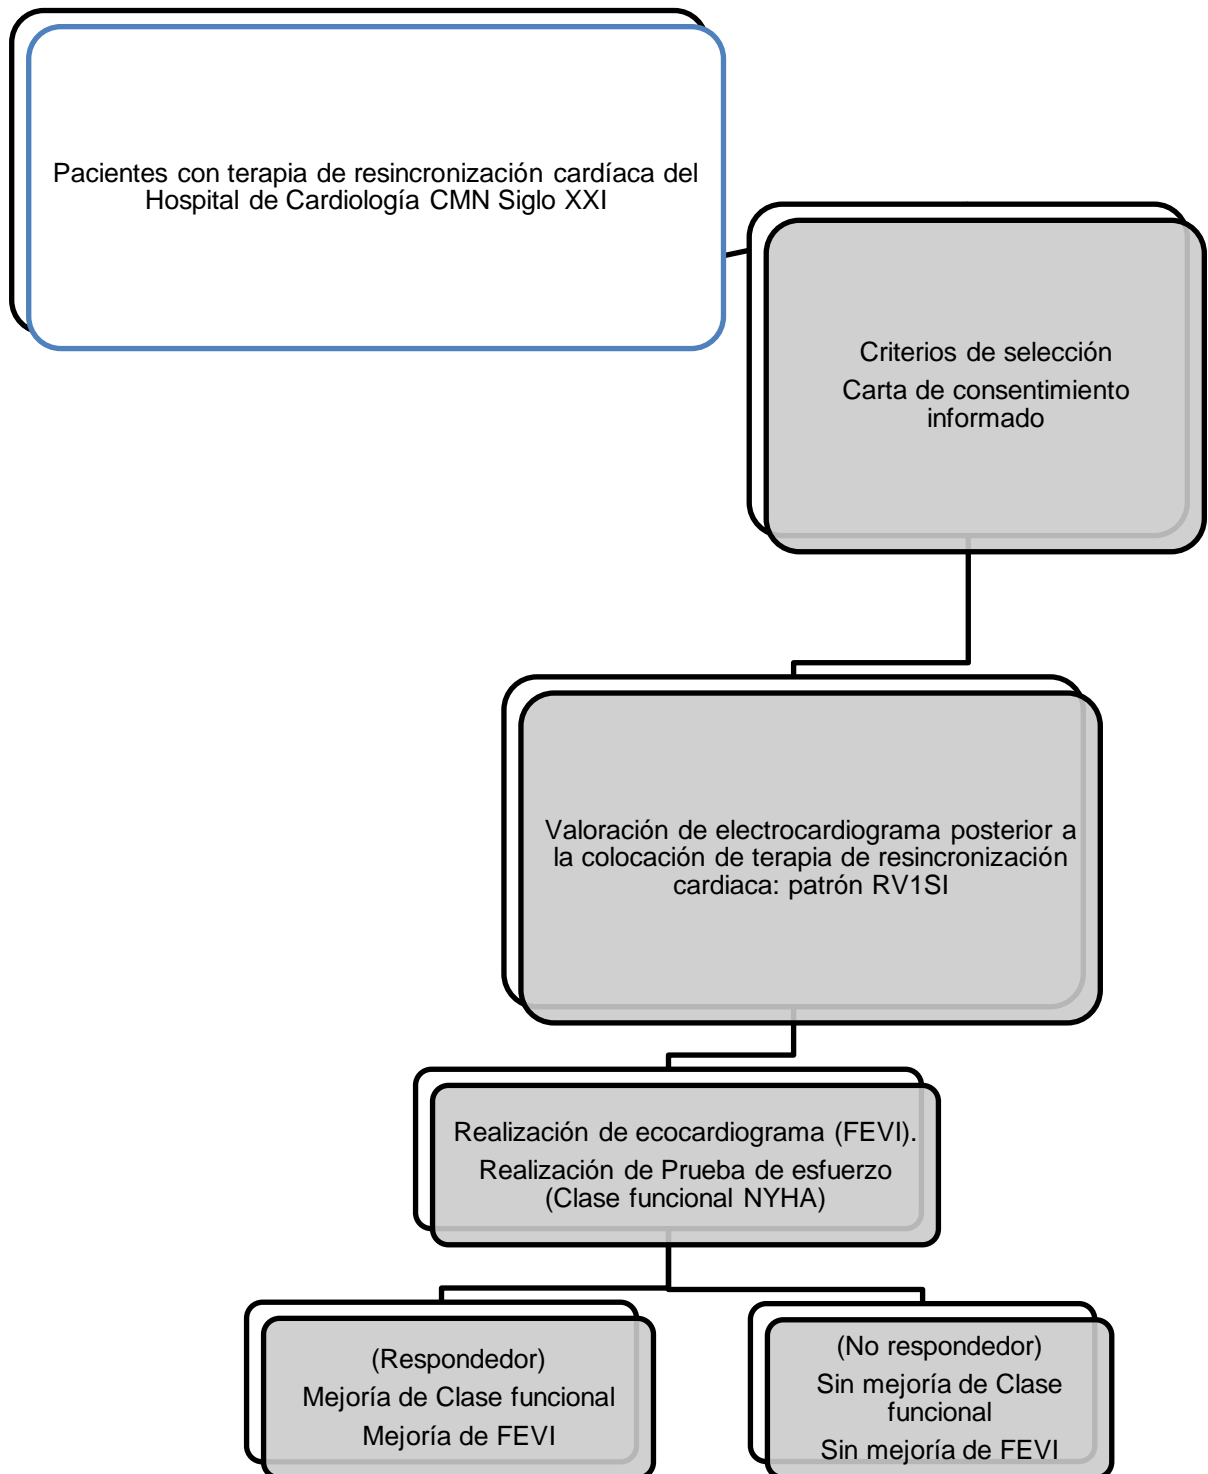 Pacientes con terapia de resincronización cardíaca del
Hospital de Cardiología CMN Siglo XXI
Criterios de selección
Carta de consentimiento
informado
Valoración de electrocardiograma posterior a
la colocación de terapia de resincronización
cardiaca: patrón RV1SI
Realización de ecocardiograma (FEVI).
Realización de Prueba de esfuerzo
(Clase funcional NYHA)
(Respondedor)
Mejoría de Clase funcional
Mejoría de FEVI
(No respondedor)
Sin mejoría de Clase
funcional
Sin mejoría de FEVI